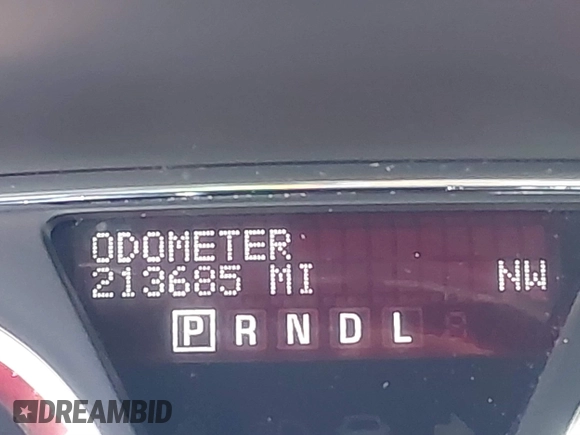 ODOMETER
213685 MI NW
P R N D L
DREAMBID